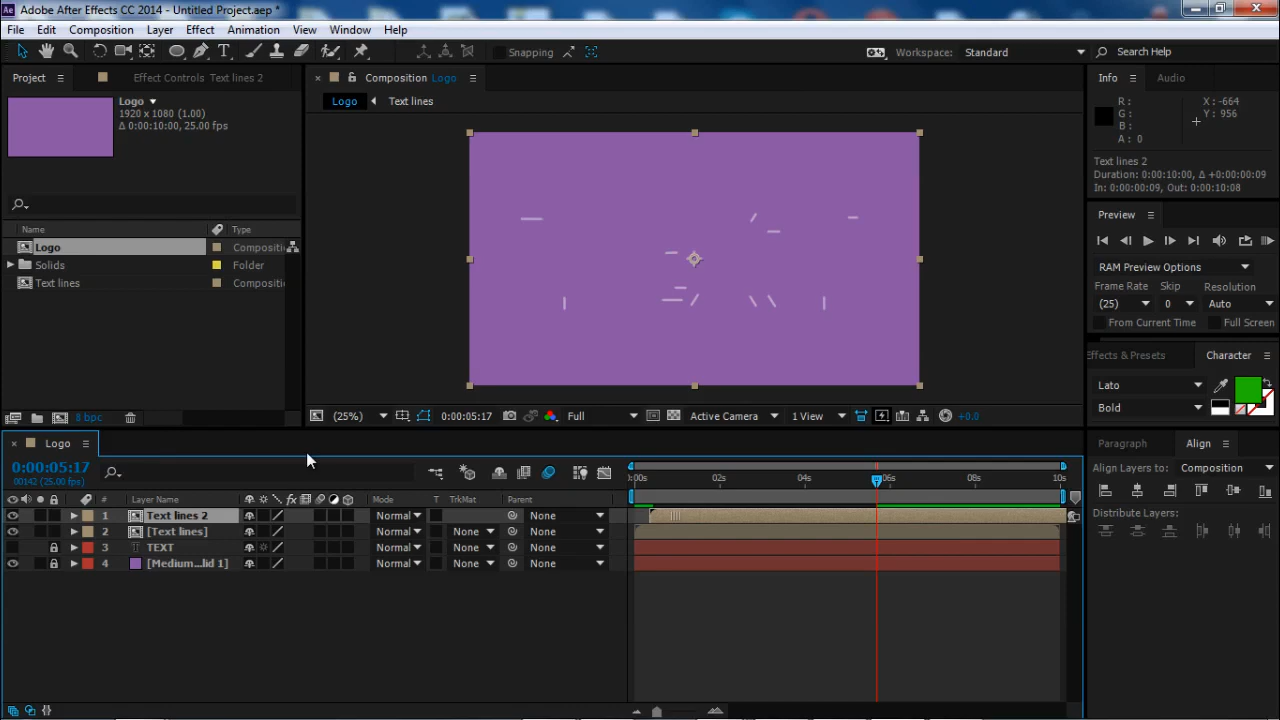 Adobe After Effects CC 2014 - Untitled Project.aep *
File Edit Composition Layer Effect Animation View Window Help
Snapping
Workspace: Standard
Search Help
Project
Effect Controls Text lines 2
Composition Logo
Info
Audio
Logo
1920 x 1080 (1.00)
Δ 0:00:10:00, 25.00 fps
Logo Text lines
R :
G :
B :
A : 0
X : -664
Y : 956
Text lines 2
Duration: 0:00:10:00, Δ +0:00:00:09
In: 0:00:00:09, Out: 0:00:10:08
Preview
Name Type
Logo Compositi
Solids Folder
Text lines Compositi
RAM Preview Options
Frame Rate Skip Resolution
(25) 0 Auto
From Current Time Full Screen
Effects & Presets
Character
Lato
Bold
8 bpc
(25%) 0:00:05:17 Full Active Camera 1 View +0.0
Logo
Paragraph
Align
0:00:05:17
00142 (25.00 fps)
Align Layers to: Composition
:00s 02s 04s 06s 08s 10s
# Layer Name Mode T TrkMat Parent
1 Text lines 2 Normal None
2 [Text lines] Normal None None
3 T TEXT Normal None None
4 [Medium...lid 1] Normal None None
Distribute Layers: